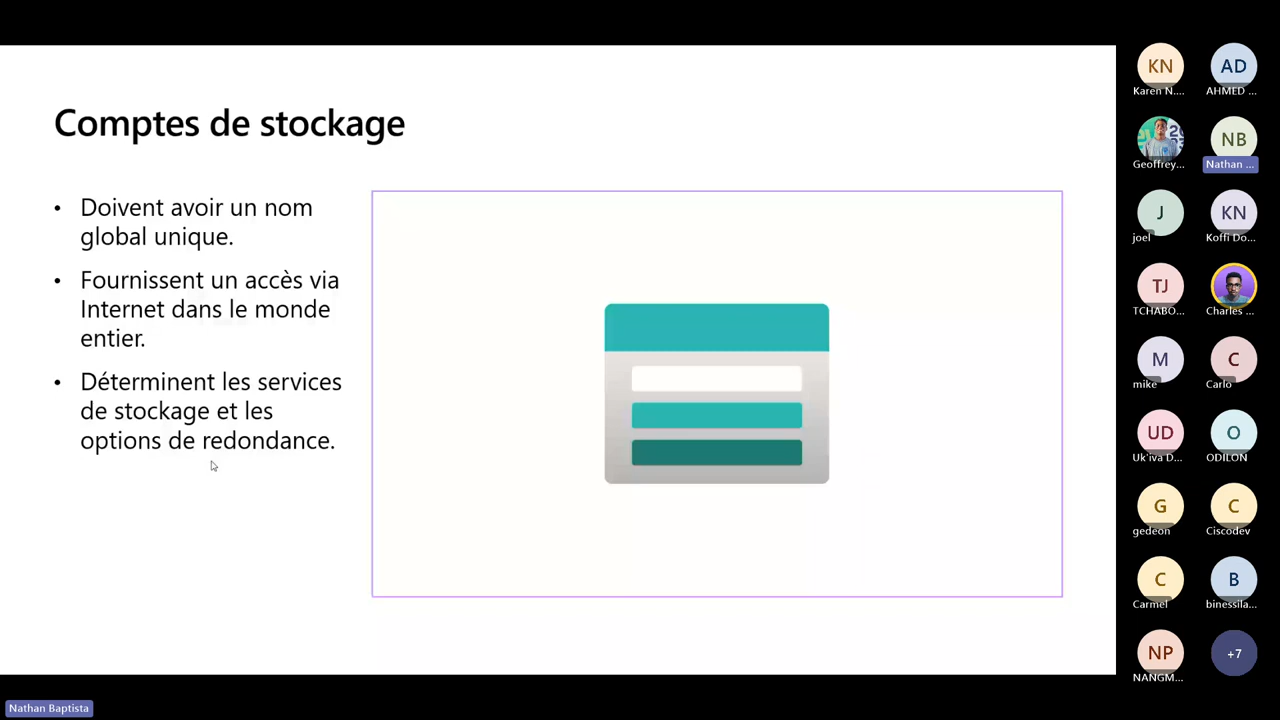 Comptes de stockage
• Doivent avoir un nom
global unique.
• Fournissent un accès via
Internet dans le monde
entier.
• Déterminent les services
de stockage et les
options de redondance.
KN
Karen N....
AD
AHMED ...
Geoffrey...
NB
Nathan ...
J
joel
KN
Koffi Do...
TJ
TCHABO...
Charles ...
M
mike
C
Carlo
UD
Uk'iva D...
O
ODILON
G
gedeon
C
Ciscodev
C
Carmel
B
binessila...
NP
NANGM...
+7
Nathan Baptista